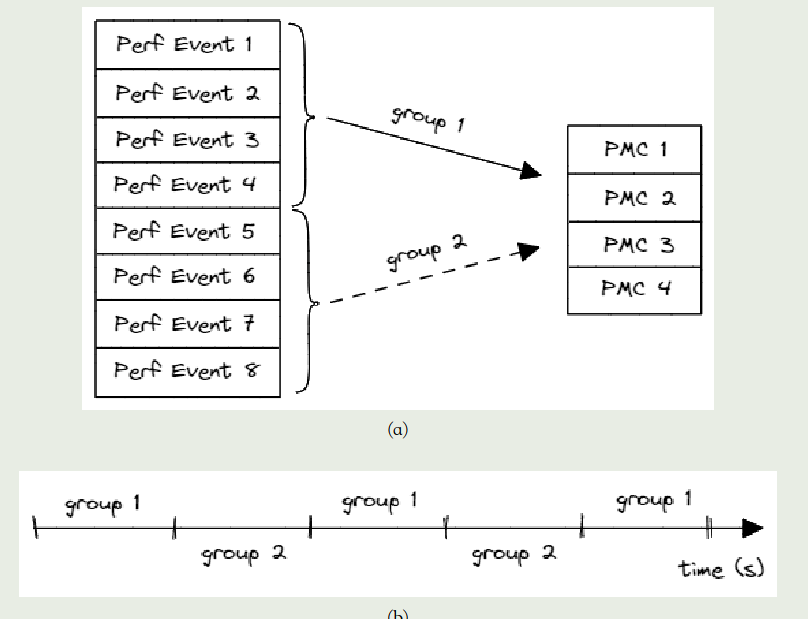 Perf Event 1
Perf Event 2
Perf Event 3
Perf Event 4
Perf Event 5
Perf Event 6
Perf Event 7
Perf Event 8
group 1
group 2
PMC 1
PMC 2
PMC 3
PMC 4
(a)
group 1
group 2
group 1
group 2
group 1
time (s)
(b)